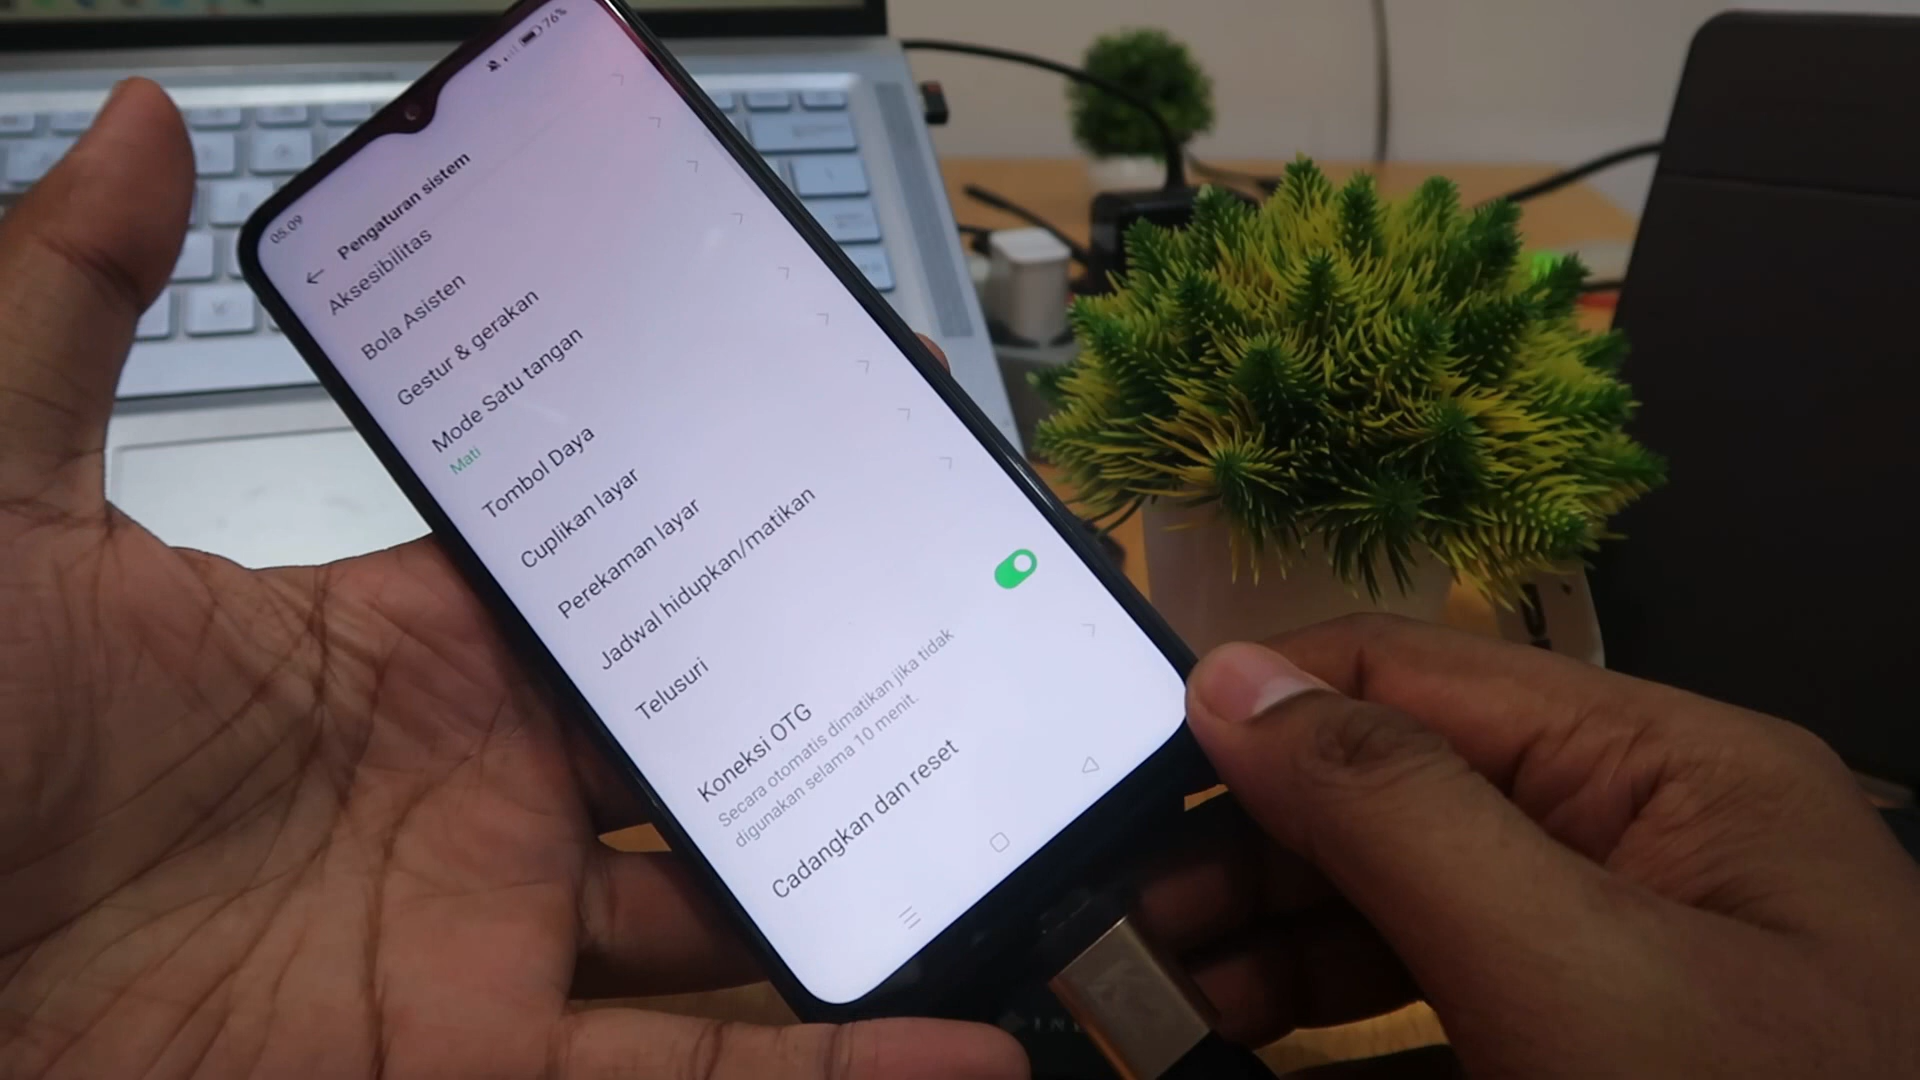 05.09
76%
Pengaturan sistem
Aksesibilitas
Bola Asisten
Gestur & gerakan
Mode Satu tangan
Mati
Tombol Daya
Cuplikan layar
Perekaman layar
Jadwal hidupkan/matikan
Telusuri
Koneksi OTG
Secara otomatis dimatikan jika tidak
digunakan selama 10 menit.
Cadangkan dan reset